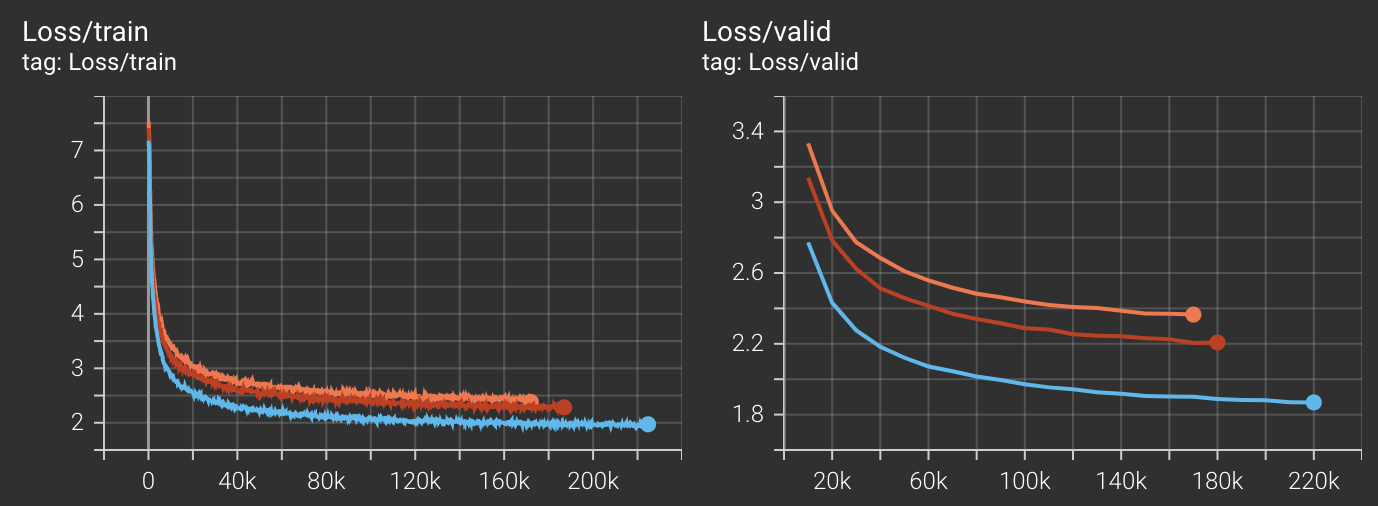 Loss/train
tag: Loss/train
7
6
5
4
3
2
0 40k 80k 120k 160k 200k
Loss/valid
tag: Loss/valid
3.4
3
2.6
2.2
1.8
20k 60k 100k 140k 180k 220k